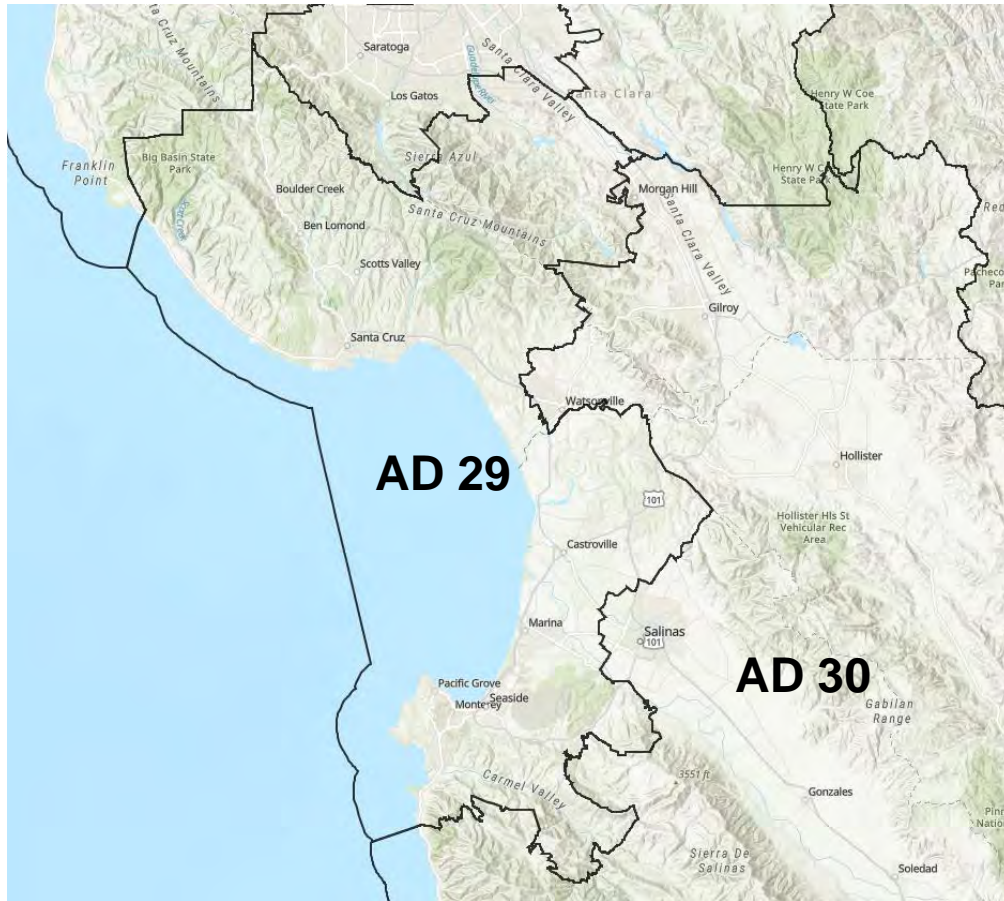 Santa Cruz Mountains
Saratoga
Guadalupe River
Santa Clara Valley
Santa Clara
Henry W Coe
State Park
Los Gatos
Franklin
Point
Big Basin State
Park
Sierra Azul
Henry W Coe
State Park
Boulder Creek
Morgan Hill
Ben Lomond
Santa Cruz Mountains
Santa Clara Valley
Scotts Valley
Pacheco
Gilroy
Santa Cruz
Watsonville
AD 29
Hollister
101
Hollister Hls St
Vehicular Rec
Area
Castroville
Marina
Salinas
101
AD 30
Pacific Grove
Seaside
Monterey
Gabilan
Range
3551 ft
Carmel Valley
Gonzales
Sierra De
Salinas
Soledad